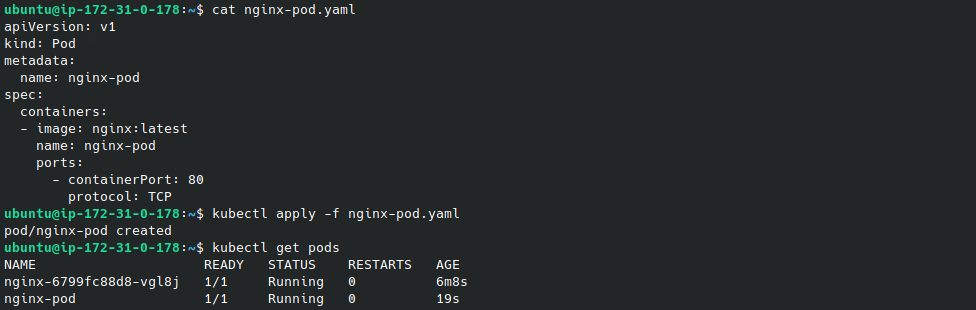 ubuntu@ip-172-31-0-178:~$ cat nginx-pod.yaml
apiVersion: v1
kind: Pod
metadata:
  name: nginx-pod
spec:
  containers:
  - image: nginx:latest
    name: nginx-pod
    ports:
      - containerPort: 80
        protocol: TCP
ubuntu@ip-172-31-0-178:~$ kubectl apply -f nginx-pod.yaml
pod/nginx-pod created
ubuntu@ip-172-31-0-178:~$ kubectl get pods
NAME                     READY   STATUS    RESTARTS   AGE
nginx-6799fc88d8-vgl8j   1/1     Running   0          6m8s
nginx-pod                1/1     Running   0          19s